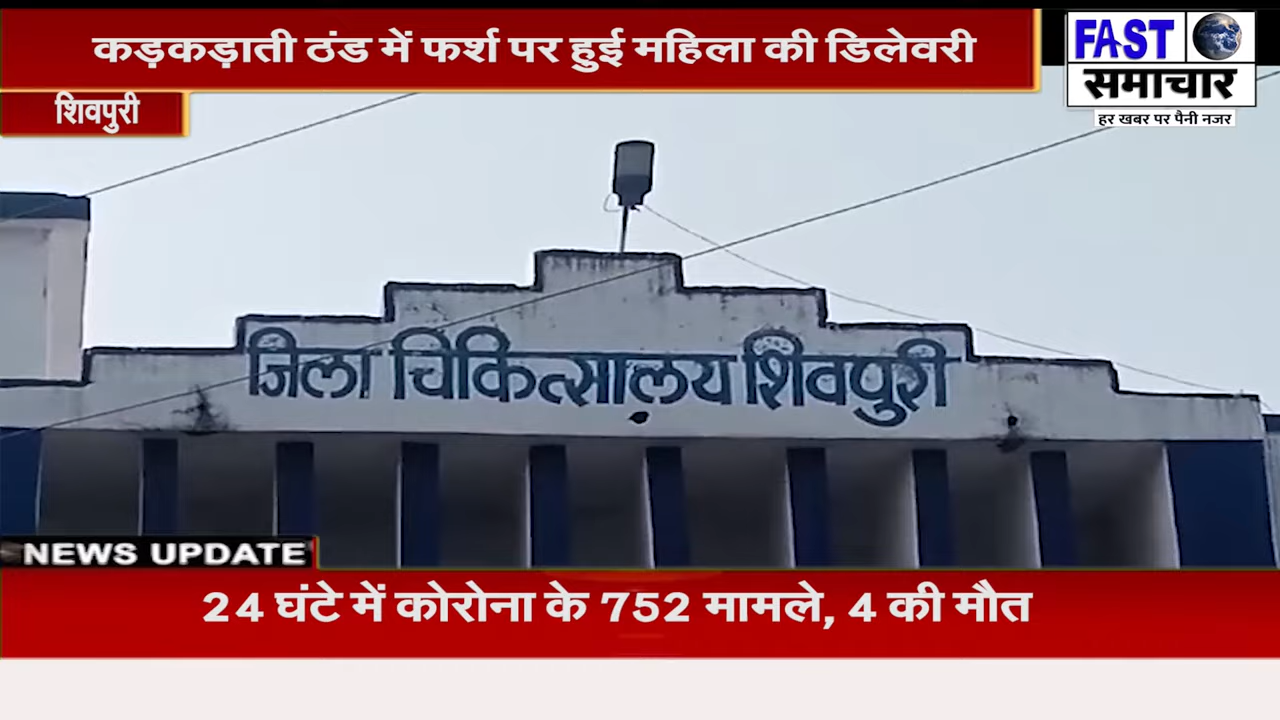 कड़कड़ाती ठंड में फर्श पर हुई महिला की डिलेवरी
FAST
समाचार
हर खबर पर पैनी नजर
शिवपुरी
जिला चिकित्सालय शिवपुरी
NEWS UPDATE
24 घंटे में कोरोना के 752 मामले, 4 की मौत